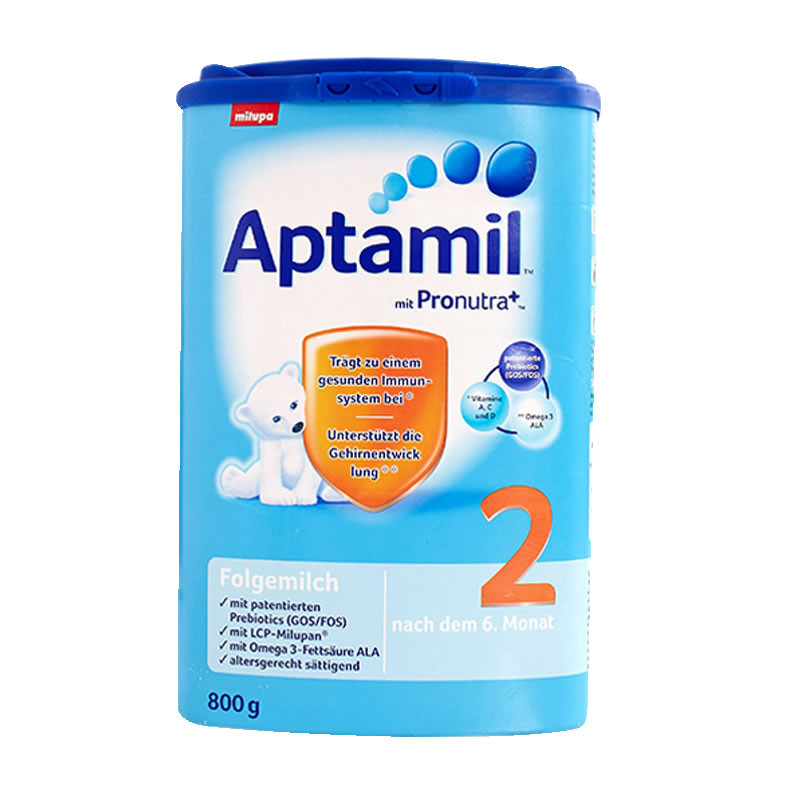 milupa
Aptamil™
mit Pronutra+™
Trägt zu einem
gesunden Immun-
system bei*
Unterstützt die
Gehirnentwick
lung**
patentierte
Prebiotics
(GOS/FOS)
*Vitamine
A, C
und D
**Omega 3
ALA
2
nach dem 6. Monat
Folgemilch
✓ mit patentierten
Prebiotics (GOS/FOS)
✓ mit LCP-Milupan®
✓ mit Omega 3-Fettsäure ALA
✓ altersgerecht sättigend
800 g